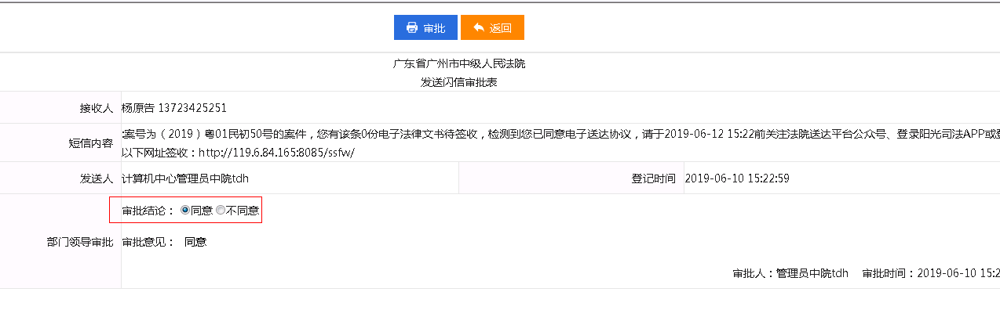 审批 返回
广东省广州市中级人民法院
发送闪信审批表
接收人 杨原告 13723425251
短信内容 :案号为（2019）粤01民初50号的案件，您有该条0份电子法律文书待签收，检测到您已同意电子送达协议，请于2019-06-12 15:22前关注法院送达平台公众号、登录阳光司法APP或
以下网址签收：http://119.6.84.165:8085/ssfw/
发送人 计算机中心管理员中院tdh 登记时间 2019-06-10 15:22:59
审批结论： 同意 不同意
部门领导审批 审批意见： 同意
审批人：管理员中院tdh 审批时间：2019-06-10 15:2